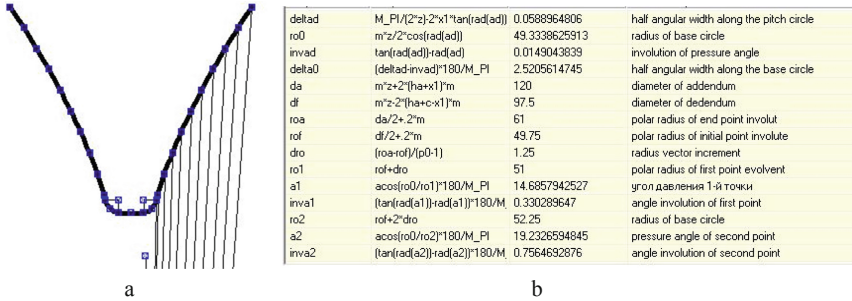 deltad M_PI/(2*z)-2*x1*tan(rad(ad)) 0.0588964806 half angular width along the pitch circle
ro0 m*z/2*cos(rad(ad)) 49.3338625913 radius of base circle
invad tan(rad(ad))-rad(ad) 0.0149043839 involution of pressure angle
delta0 (deltad-invad)*180/M_PI 2.5205614745 half angular width along the base circle
da m*z+2*(ha+x1)*m 120 diameter of addendum
df m*z-2*(ha+c-x1)*m 97.5 diameter of dedendum
roa da/2+.2*m 61 polar radius of end point involut
rof df/2+.2*m 49.75 polar radius of initial point involute
dro (roa-rof)/(p0-1) 1.25 radius vector increment
ro1 rof+dro 51 polar radius of first point evolvent
a1 acos(ro0/ro1)*180/M_PI 14.6857942527 угол давления 1-й точки
inva1 (tan(rad(a1))-rad(a1))*180/M_ 0.330289647 angle involution of first point
ro2 rof+2*dro 52.25 radius of base circle
a2 acos(ro0/ro2)*180/M_PI 19.2326594845 pressure angle of second point
inva2 (tan(rad(a2))-rad(a2))*180/M_ 0.7564692876 angle involution of second point
a b